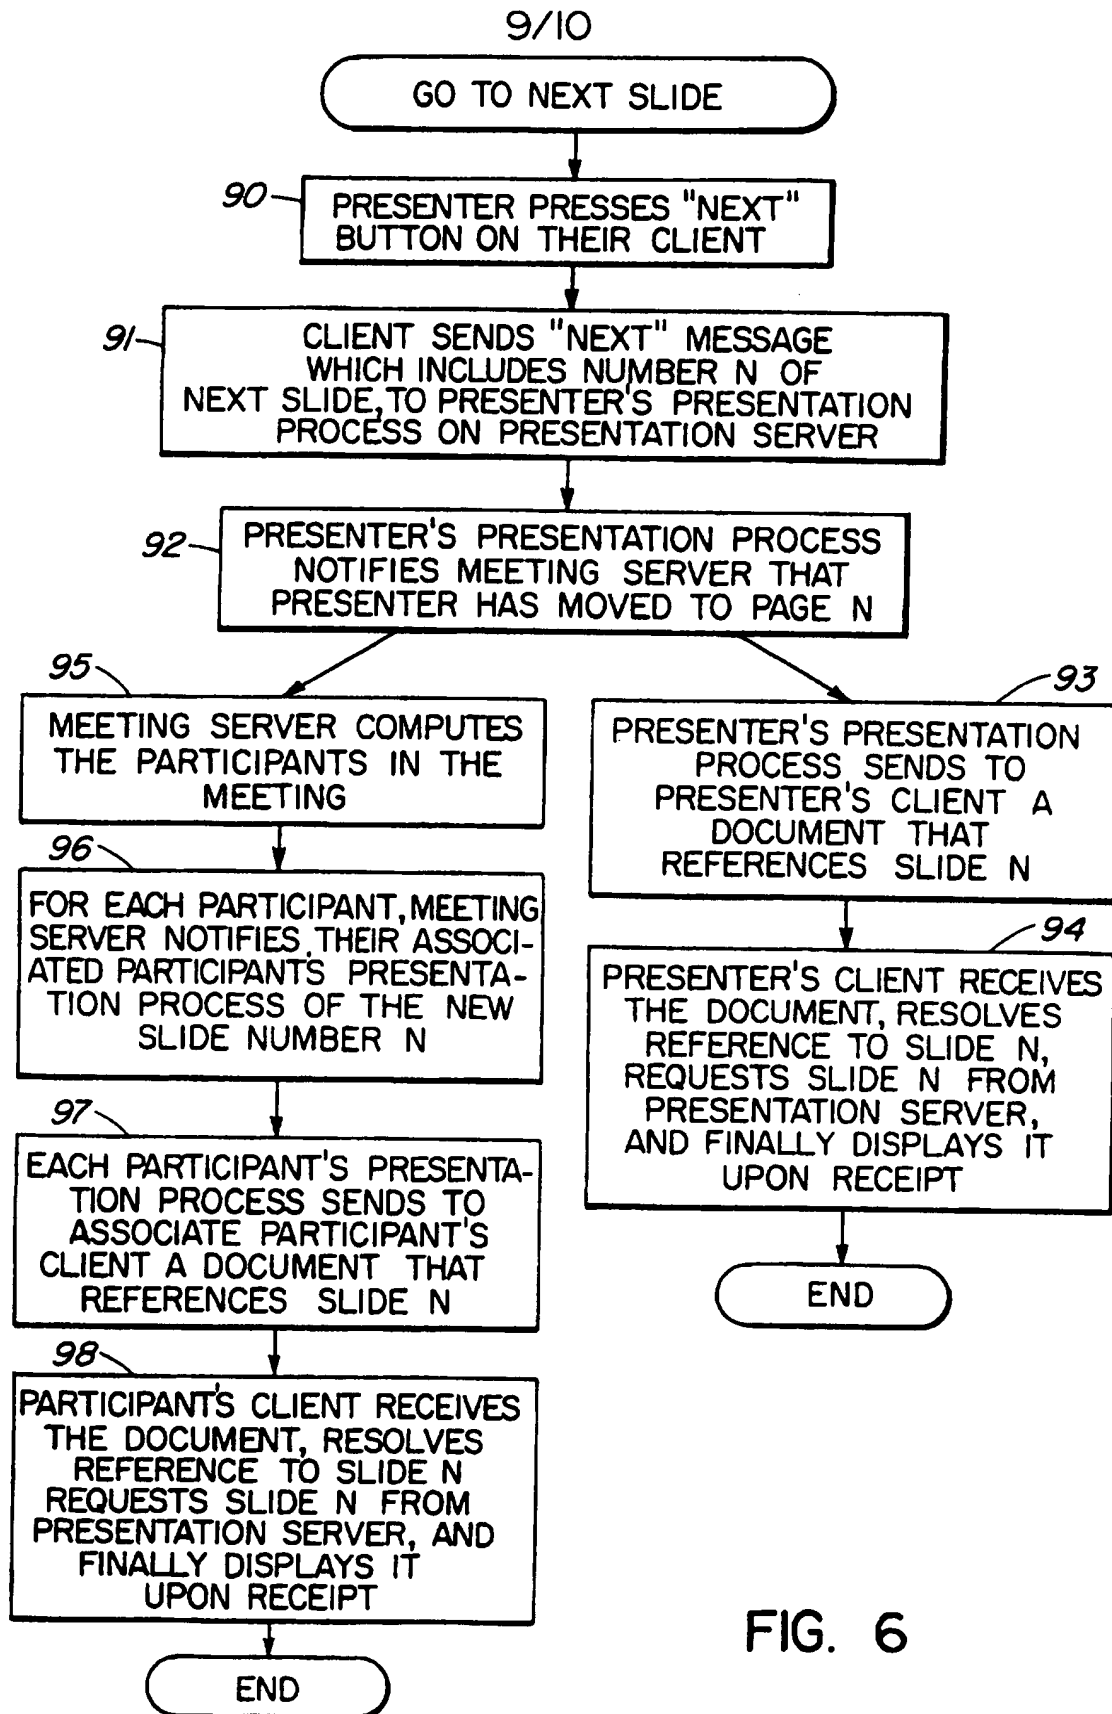 9/10
GO TO NEXT SLIDE
90
PRESENTER PRESSES "NEXT"
BUTTON ON THEIR CLIENT
91
CLIENT SENDS "NEXT" MESSAGE
WHICH INCLUDES NUMBER N OF
NEXT SLIDE, TO PRESENTER'S PRESENTATION
PROCESS ON PRESENTATION SERVER
92
PRESENTER'S PRESENTATION PROCESS
NOTIFIES MEETING SERVER THAT
PRESENTER HAS MOVED TO PAGE N
95
MEETING SERVER COMPUTES
THE PARTICIPANTS IN THE
MEETING
96
FOR EACH PARTICIPANT, MEETING
SERVER NOTIFIES THEIR ASSOCI-
ATED PARTICIPANT'S PRESENTA-
TION PROCESS OF THE NEW
SLIDE NUMBER N
97
EACH PARTICIPANT'S PRESENTA-
TION PROCESS SENDS TO
ASSOCIATE PARTICIPANT'S
CLIENT A DOCUMENT THAT
REFERENCES SLIDE N
98
PARTICIPANT'S CLIENT RECEIVES
THE DOCUMENT, RESOLVES
REFERENCE TO SLIDE N
REQUESTS SLIDE N FROM
PRESENTATION SERVER, AND
FINALLY DISPLAYS IT
UPON RECEIPT
END
93
PRESENTER'S PRESENTATION
PROCESS SENDS TO
PRESENTER'S CLIENT A
DOCUMENT THAT
REFERENCES SLIDE N
94
PRESENTER'S CLIENT RECEIVES
THE DOCUMENT, RESOLVES
REFERENCE TO SLIDE N,
REQUESTS SLIDE N FROM
PRESENTATION SERVER,
AND FINALLY DISPLAYS IT
UPON RECEIPT
END
FIG. 6